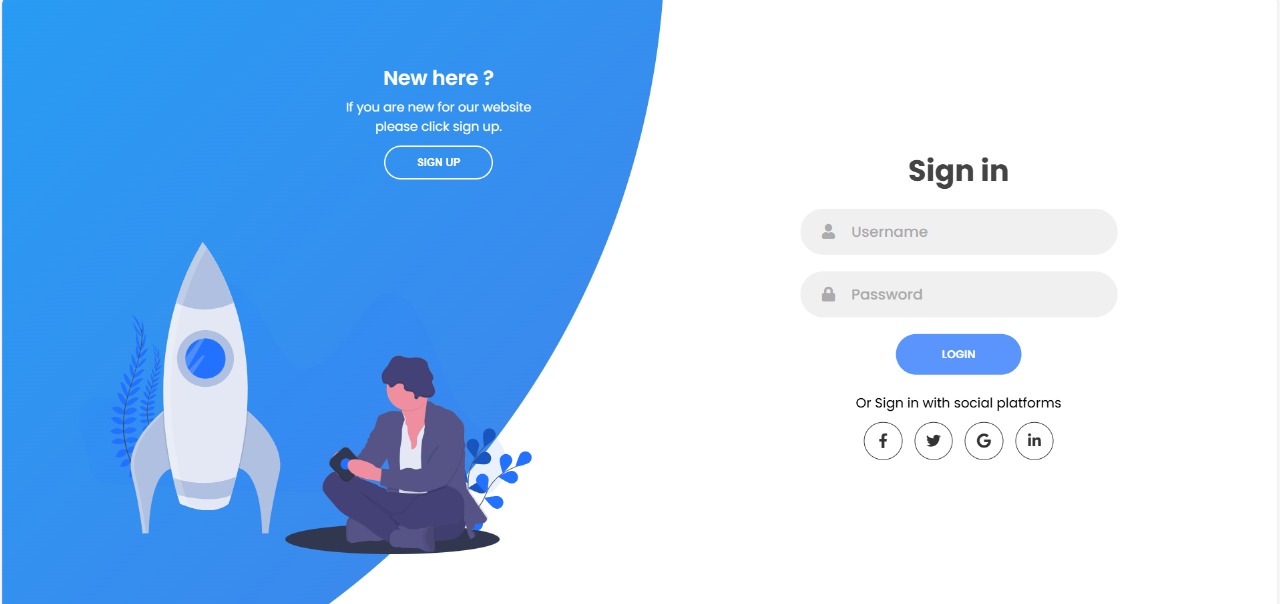 New here ?
If you are new for our website
please click sign up.
SIGN UP
Sign in
Username
Password
LOGIN
Or Sign in with social platforms